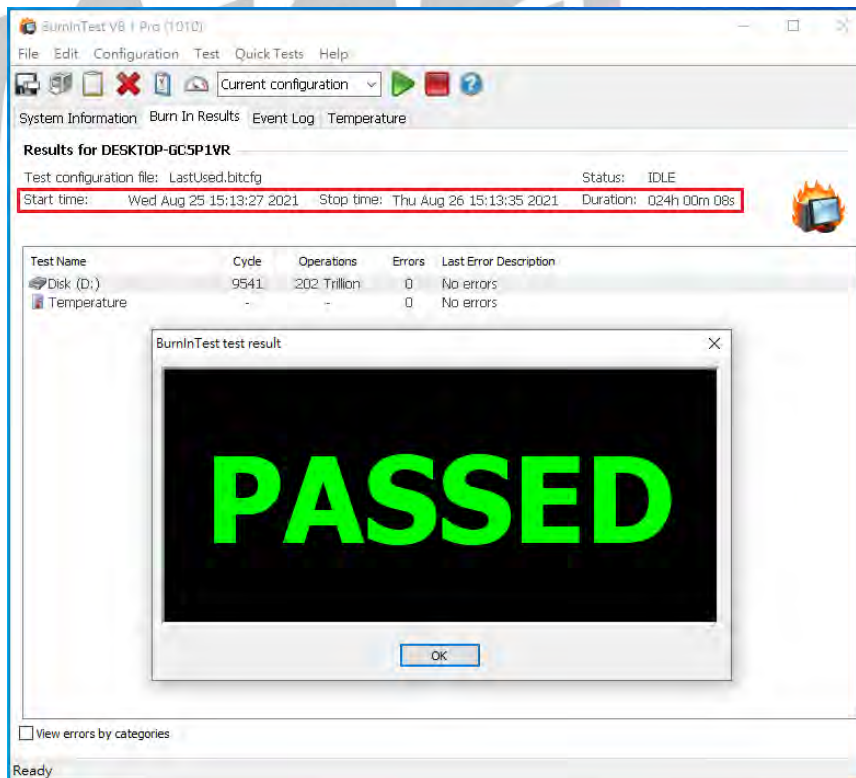 BurnInTest V8.1 Pro (1010)
File Edit Configuration Test Quick Tests Help
Current configuration
System Information Burn In Results Event Log Temperature
Results for DESKTOP-GC5P1VR
Test configuration file: LastUsed.bitcfg Status: IDLE
Start time: Wed Aug 25 15:13:27 2021 Stop time: Thu Aug 26 15:13:35 2021 Duration: 024h 00m 08s
Test Name Cycle Operations Errors Last Error Description
Disk (D:) 9541 202 Trillion 0 No errors
Temperature - - 0 No errors
BurnInTest test result
PASSED
OK
View errors by categories
Ready